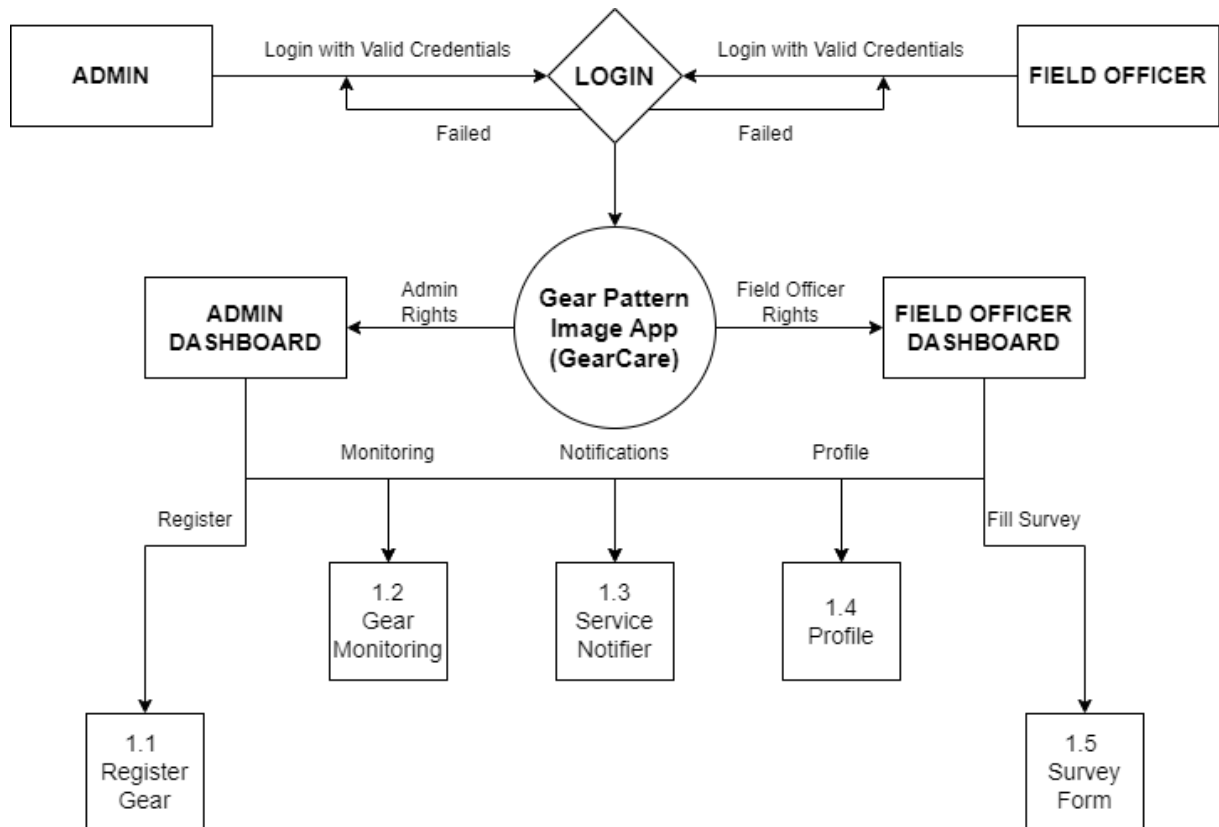 Login with Valid Credentials
Login with Valid Credentials
ADMIN
LOGIN
FIELD OFFICER
Failed
Failed
Admin
Rights
Field Officer
Rights
ADMIN
DASHBOARD
Gear Pattern
Image App
(GearCare)
FIELD OFFICER
DASHBOARD
Monitoring
Notifications
Profile
Register
Fill Survey
1.2
Gear
Monitoring
1.3
Service
Notifier
1.4
Profile
1.1
Register
Gear
1.5
Survey
Form